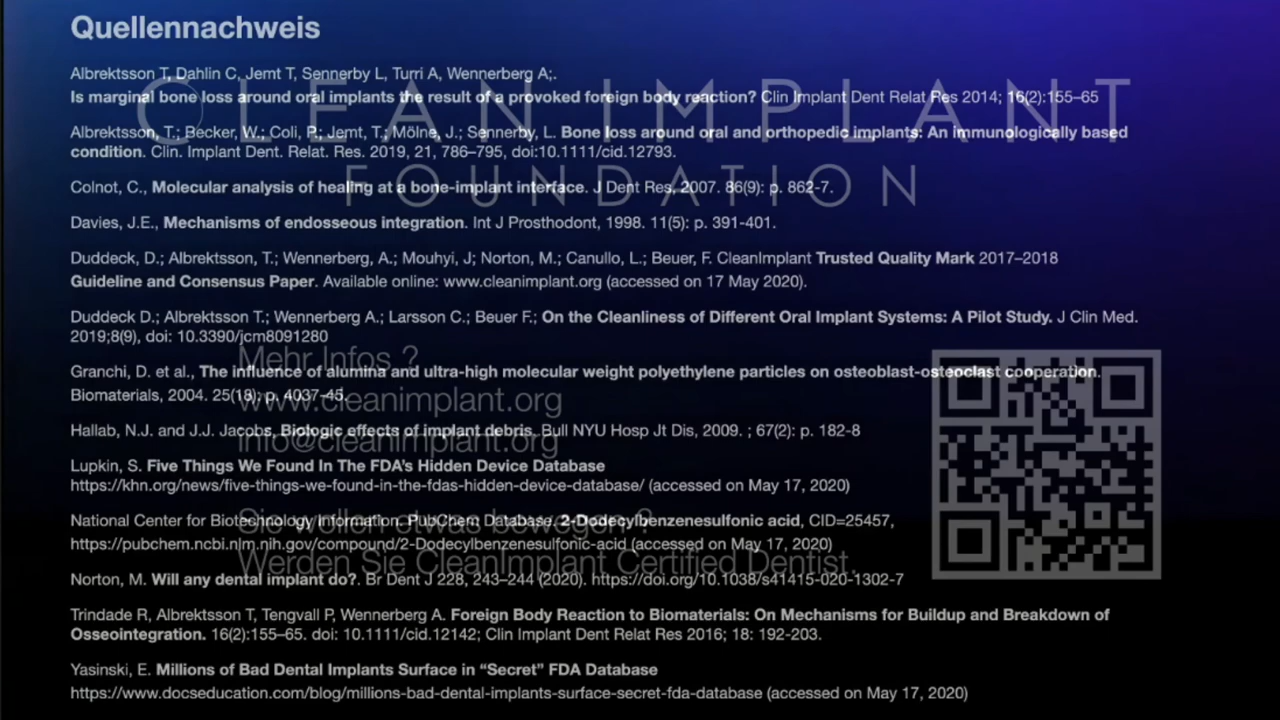 Quellennachweis
Albrektsson T, Dahlin C, Jemt T, Sennerby L, Turri A, Wennerberg A;.
Is marginal bone loss around oral implants the result of a provoked foreign body reaction? Clin Implant Dent Relat Res 2014; 16(2):155–65
CLEAN IMPLANT
Albrektsson, T.; Becker, W.; Coli, P.; Jemt, T.; Mölne, J.; Sennerby, L. Bone loss around oral and orthopedic implants: An immunologically based
condition. Clin. Implant Dent. Relat. Res. 2019, 21, 786–795, doi:10.1111/cid.12793.
FOUNDATION
Colnot, C., Molecular analysis of healing at a bone-implant interface. J Dent Res, 2007. 86(9): p. 862-7.
Davies, J.E., Mechanisms of endosseous integration. Int J Prosthodont, 1998. 11(5): p. 391-401.
Duddeck, D.; Albrektsson, T.; Wennerberg, A.; Mouhyi, J; Norton, M.; Canullo, L.; Beuer, F. CleanImplant Trusted Quality Mark 2017–2018
Guideline and Consensus Paper. Available online: www.cleanimplant.org (accessed on 17 May 2020).
Duddeck D.; Albrektsson T.; Wennerberg A.; Larsson C.; Beuer F.; On the Cleanliness of Different Oral Implant Systems: A Pilot Study. J Clin Med.
2019;8(9), doi: 10.3390/jcm8091280
Mehr Infos ?
Granchi, D. et al., The influence of alumina and ultra-high molecular weight polyethylene particles on osteoblast-osteoclast cooperation.
Biomaterials, 2004. 25(18): p. 4037-45.
www.cleanimplant.org
Hallab, N.J. and J.J. Jacobs, Biologic effects of implant debris. Bull NYU Hosp Jt Dis, 2009. ; 67(2): p. 182-8
info@cleanimplant.org
Lupkin, S. Five Things We Found In The FDA's Hidden Device Database
https://khn.org/news/five-things-we-found-in-the-fdas-hidden-device-database/ (accessed on May 17, 2020)
National Center for Biotechnology Information. PubChem Database. 2-Dodecylbenzenesulfonic acid, CID=25457,
Sie wollen etwas bewegen ?
https://pubchem.ncbi.nlm.nih.gov/compound/2-Dodecylbenzenesulfonic-acid (accessed on May 17, 2020)
Werden Sie CleanImplant Certified Dentist.
Norton, M. Will any dental implant do?. Br Dent J 228, 243–244 (2020). https://doi.org/10.1038/s41415-020-1302-7
Trindade R, Albrektsson T, Tengvall P, Wennerberg A. Foreign Body Reaction to Biomaterials: On Mechanisms for Buildup and Breakdown of
Osseointegration. 16(2):155–65. doi: 10.1111/cid.12142; Clin Implant Dent Relat Res 2016; 18: 192-203.
Yasinski, E. Millions of Bad Dental Implants Surface in “Secret” FDA Database
https://www.docseducation.com/blog/millions-bad-dental-implants-surface-secret-fda-database (accessed on May 17, 2020)